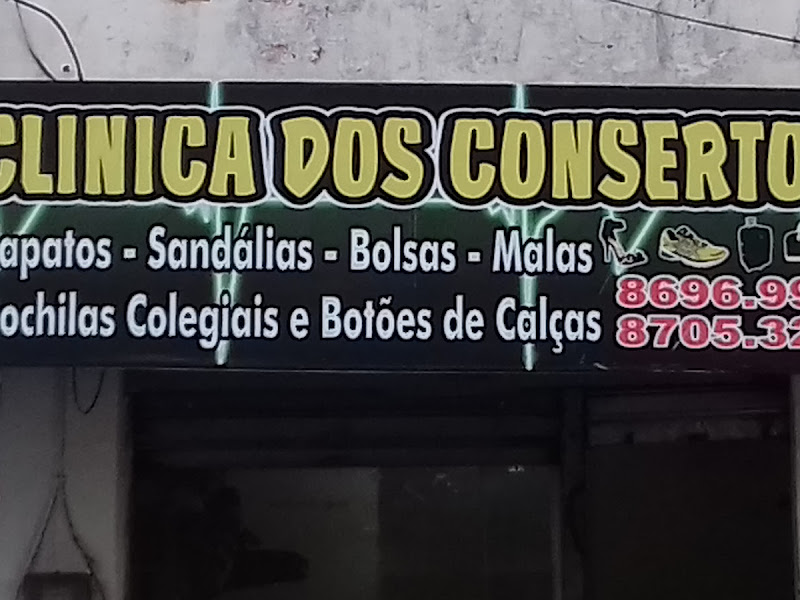 CLINICA DOS CONSERTO
apatos - Sandálias - Bolsas - Malas
ochilas Colegiais e Botões de Calças
8696.99
8705.32